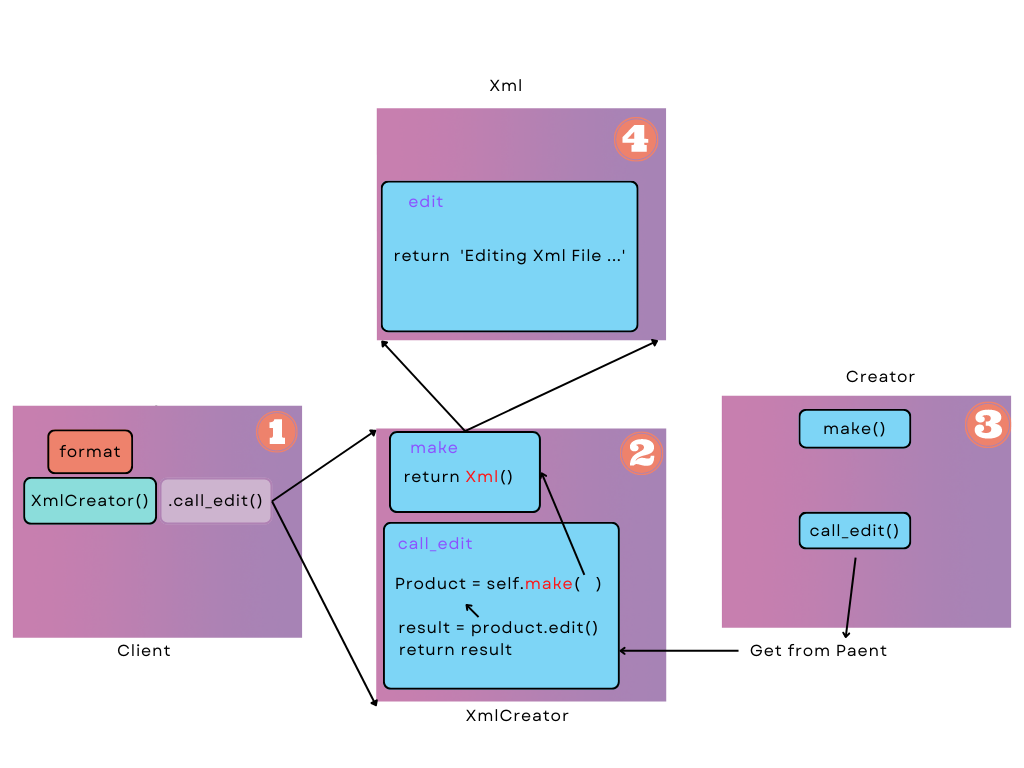 Xml
4
edit
return 'Editing Xml File ...'
1
format
XmlCreator() .call_edit()
Client
2
make
return Xml()
call_edit
Product = self.make( )
result = product.edit()
return result
XmlCreator
Creator
3
make()
call_edit()
Get from Paent